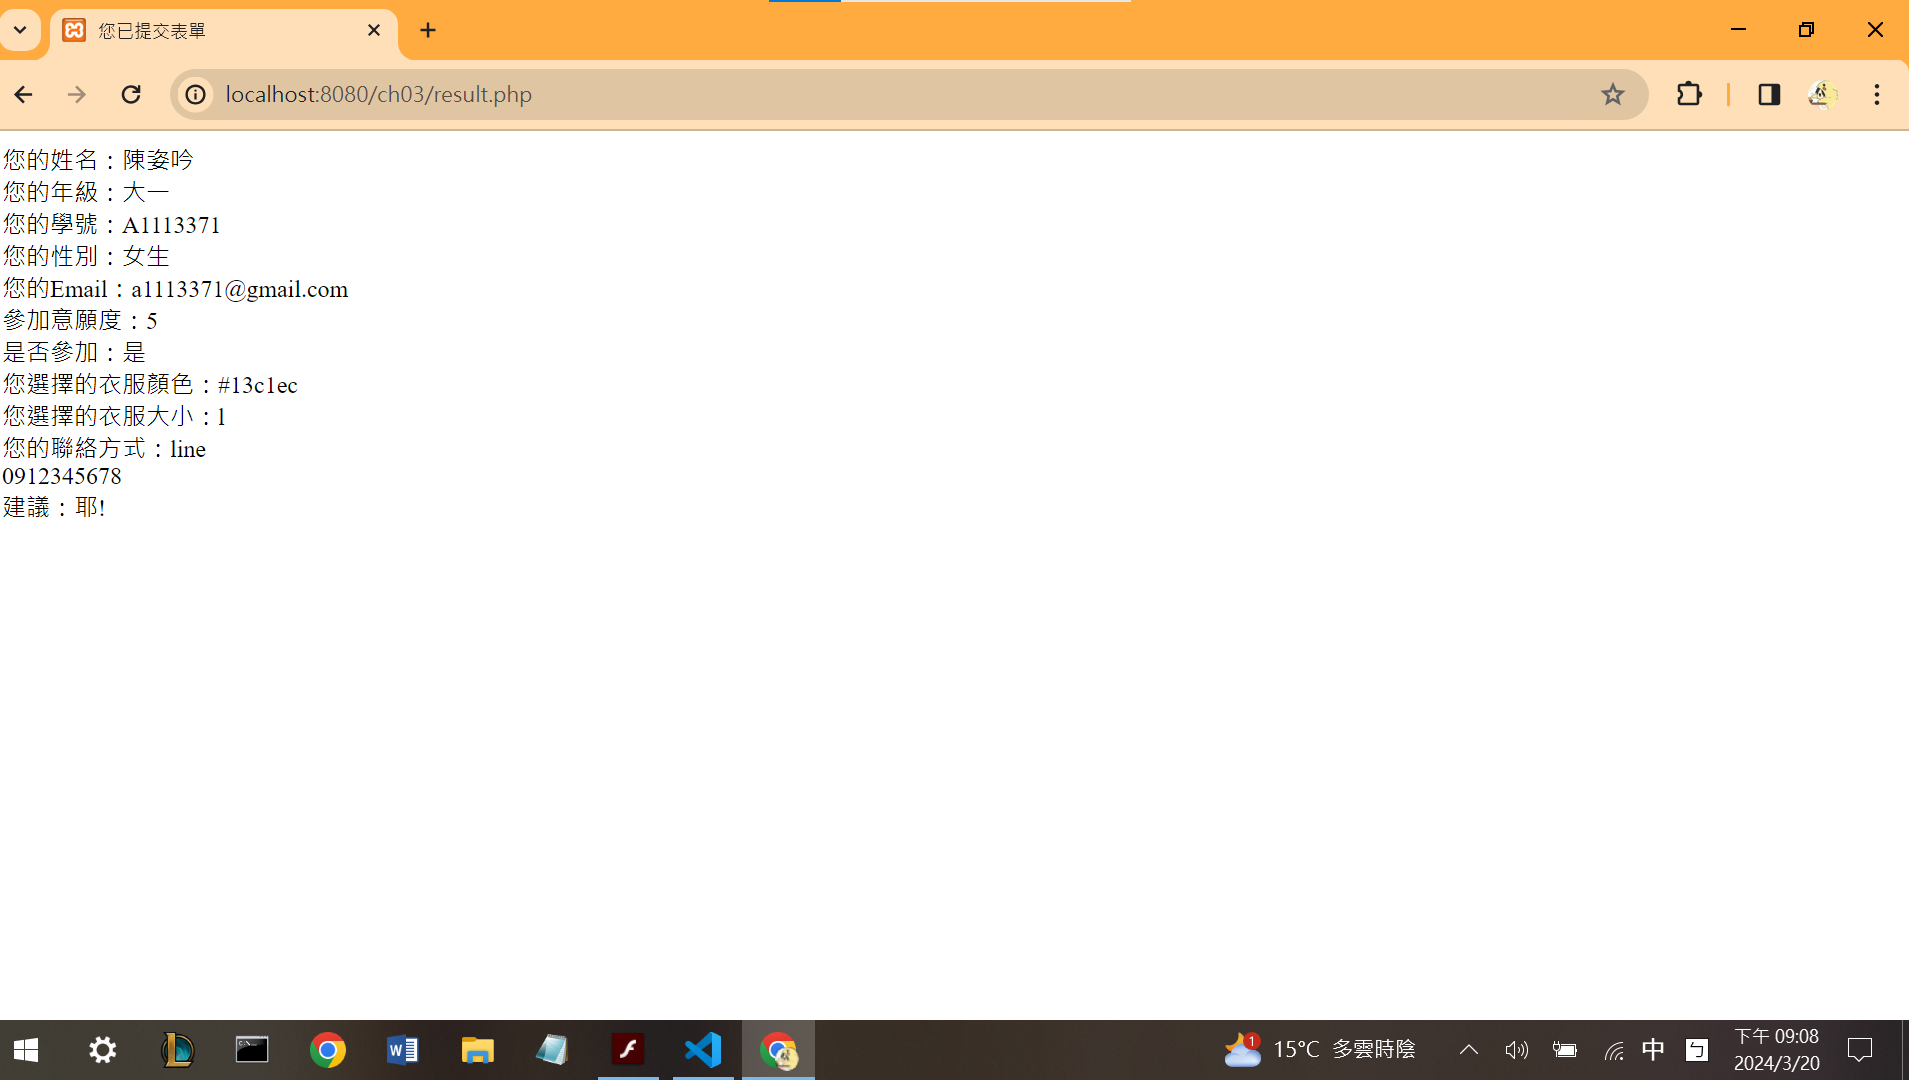 您已提交表單
localhost:8080/ch03/result.php
您的姓名：陳姿吟
您的年級：大一
您的學號：A1113371
您的性別：女生
您的Email：a1113371@gmail.com
參加意願度：5
是否參加：是
您選擇的衣服顏色：#13c1ec
您選擇的衣服大小：l
您的聯絡方式：line
0912345678
建議：耶!
1
15°C 多雲時陰
中
ㄅ
下午 09:08
2024/3/20